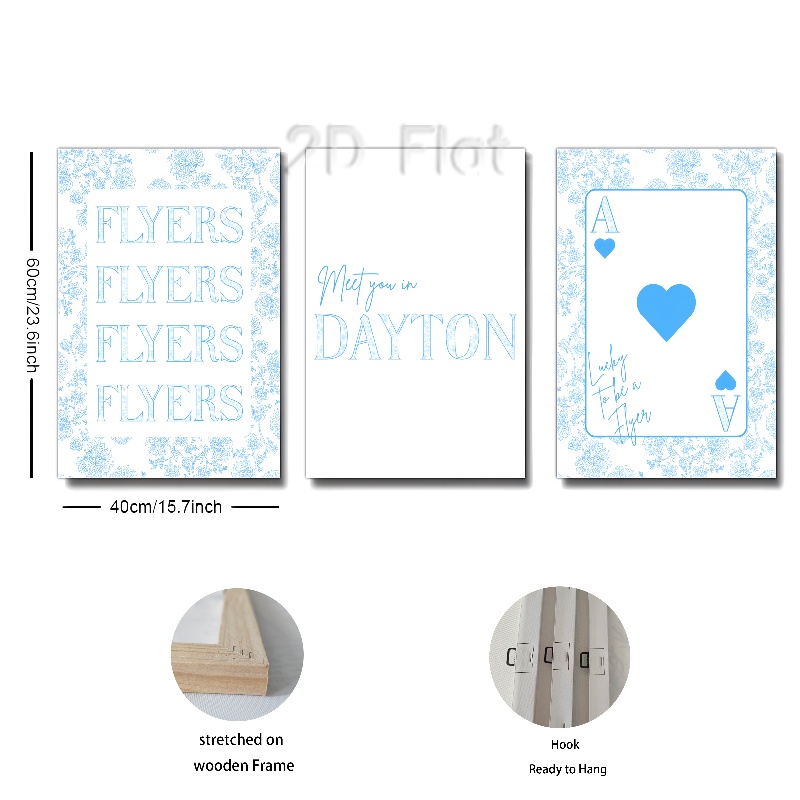 2D Flat
60cm/23.6inch
FLYERS
FLYERS
FLYERS
FLYERS
Meet you in
DAYTON
A
Lucky
to be a
Flyer
A
40cm/15.7inch
stretched on
wooden Frame
Hook
Ready to Hang